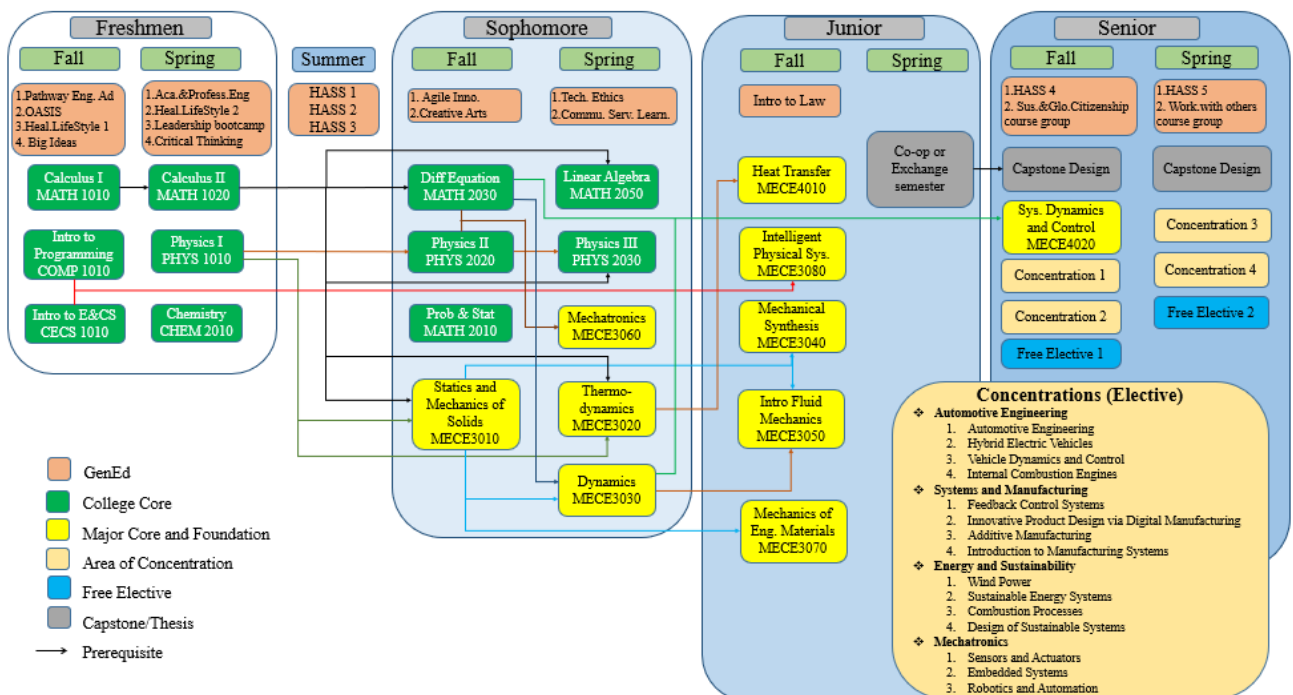 Freshmen
Fall
Spring
1.Pathway Eng. Ad
2.OASIS
3.Heal.LifeStyle 1
4. Big Ideas
1.Aca.&Profess.Eng
2.Heal.LifeStyle 2
3.Leadership bootcamp
4.Critical Thinking
Calculus I
MATH 1010
Calculus II
MATH 1020
Intro to
Programming
COMP 1010
Physics I
PHYS 1010
Intro to E&CS
CECS 1010
Chemistry
CHEM 2010
Summer
HASS 1
HASS 2
HASS 3
Sophomore
Fall
Spring
1. Agile Inno.
2.Creative Arts
1.Tech. Ethics
2.Commu. Serv. Learn.
Diff Equation
MATH 2030
Linear Algebra
MATH 2050
Physics II
PHYS 2020
Physics III
PHYS 2030
Prob & Stat
MATH 2010
Mechatronics
MECE3060
Statics and
Mechanics of
Solids
MECE3010
Thermo-
dynamics
MECE3020
Dynamics
MECE3030
Junior
Fall
Spring
Intro to Law
Heat Transfer
MECE4010
Co-op or
Exchange
semester
Intelligent
Physical Sys.
MECE3080
Mechanical
Synthesis
MECE3040
Intro Fluid
Mechanics
MECE3050
Mechanics of
Eng. Materials
MECE3070
Senior
Fall
Spring
1.HASS 4
2. Sus.&Glo.Citizenship
course group
1.HASS 5
2. Work.with others
course group
Capstone Design
Capstone Design
Sys. Dynamics
and Control
MECE4020
Concentration 3
Concentration 1
Concentration 4
Concentration 2
Free Elective 2
Free Elective 1
Concentrations (Elective)
❖ Automotive Engineering
1. Automotive Engineering
2. Hybrid Electric Vehicles
3. Vehicle Dynamics and Control
4. Internal Combustion Engines
❖ Systems and Manufacturing
1. Feedback Control Systems
2. Innovative Product Design via Digital Manufacturing
3. Additive Manufacturing
4. Introduction to Manufacturing Systems
❖ Energy and Sustainability
1. Wind Power
2. Sustainable Energy Systems
3. Combustion Processes
4. Design of Sustainable Systems
❖ Mechatronics
1. Sensors and Actuators
2. Embedded Systems
3. Robotics and Automation
GenEd
College Core
Major Core and Foundation
Area of Concentration
Free Elective
Capstone/Thesis
Prerequisite